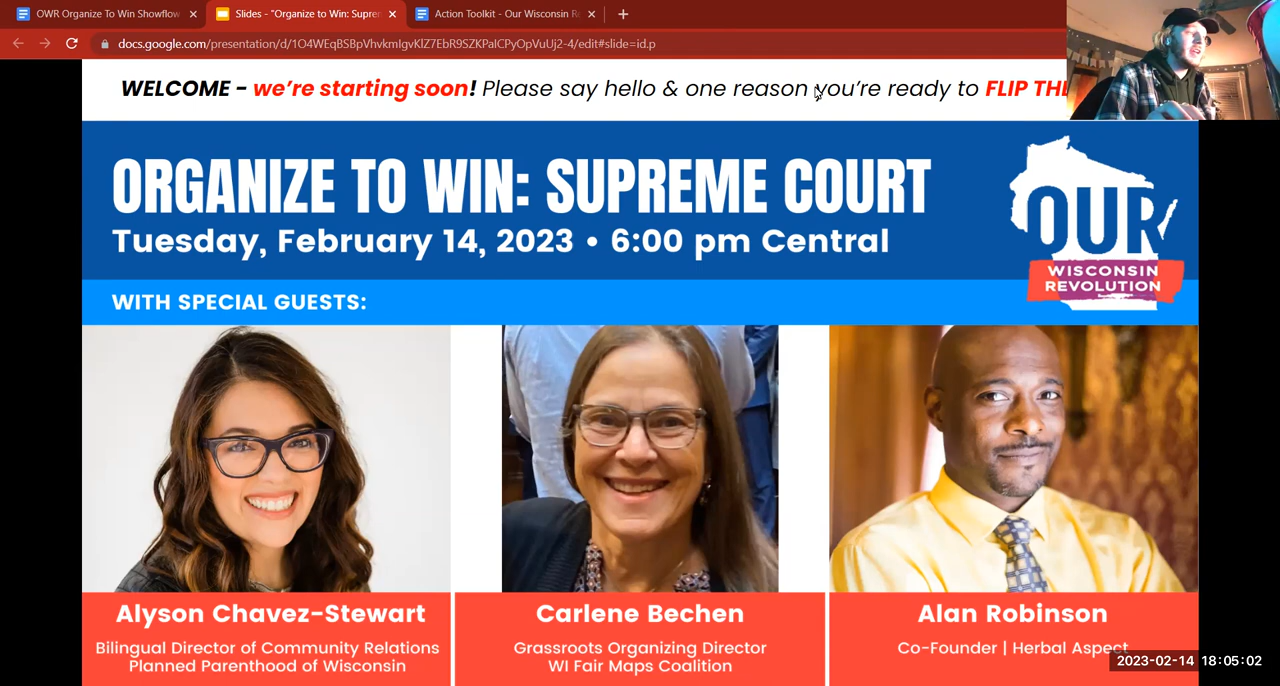 OWR Organize To Win Showflow
Slides - "Organize to Win: Suprem
Action Toolkit - Our Wisconsin R
docs.google.com/presentation/d/1O4WEqBSBpVhvkmIgvKlZ7EbR9SZKPaICPyOpVuUj2-4/edit#slide=id.p
WELCOME - we're starting soon! Please say hello & one reason you're ready to FLIP THE
ORGANIZE TO WIN: SUPREME COURT
Tuesday, February 14, 2023 • 6:00 pm Central
OUR
WISCONSIN
REVOLUTION
WITH SPECIAL GUESTS:
Alyson Chavez-Stewart
Bilingual Director of Community Relations
Planned Parenthood of Wisconsin
Carlene Bechen
Grassroots Organizing Director
WI Fair Maps Coalition
Alan Robinson
Co-Founder | Herbal Aspect
2023-02-14 18:05:02